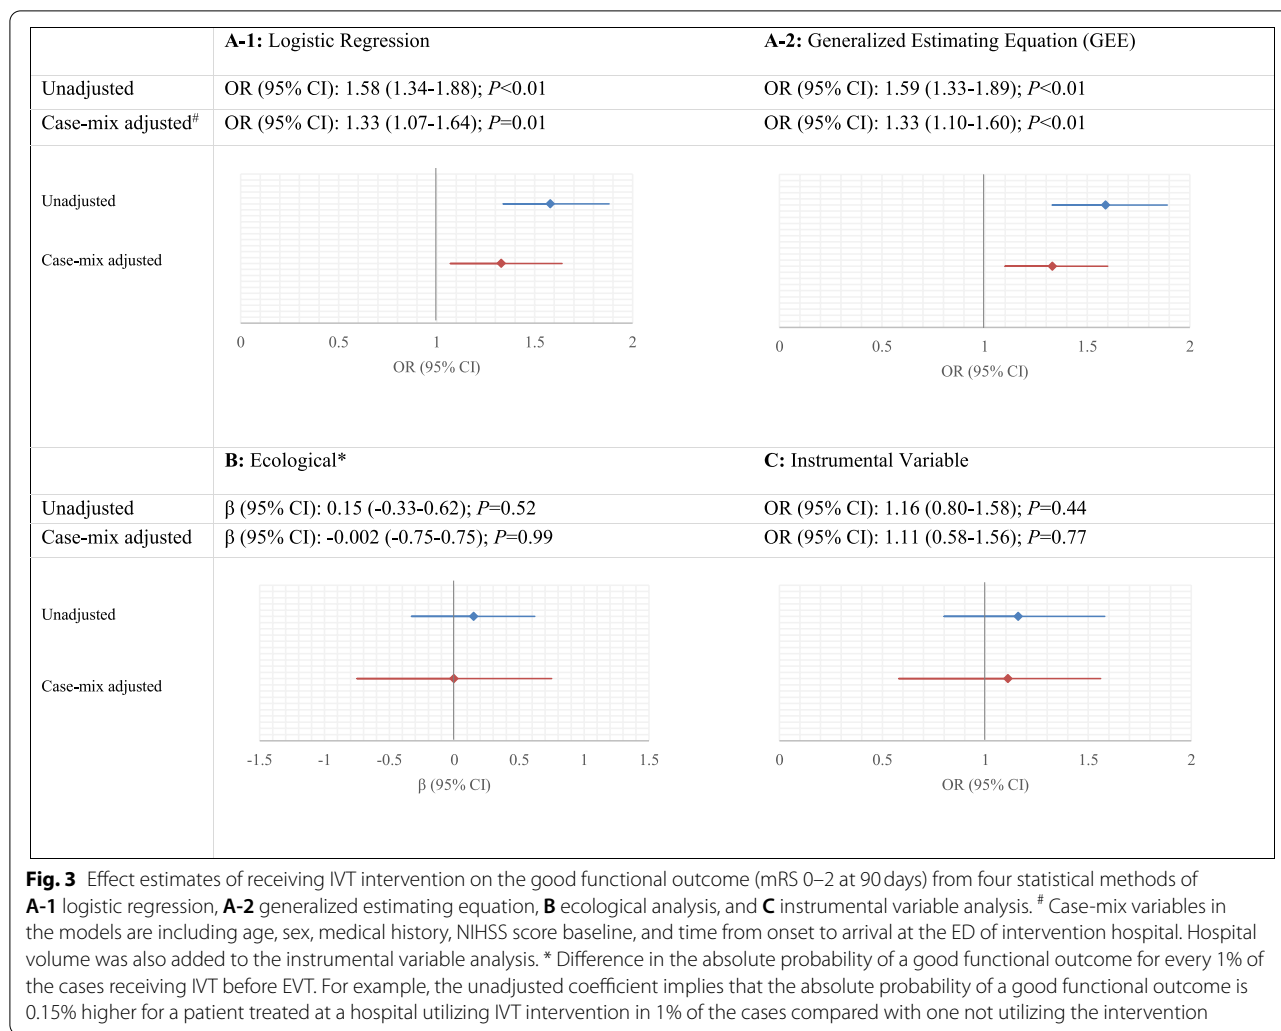 A-1: Logistic Regression A-2: Generalized Estimating Equation (GEE)
Unadjusted OR (95% CI): 1.58 (1.34-1.88); P<0.01 OR (95% CI): 1.59 (1.33-1.89); P<0.01
Case-mix adjusted# OR (95% CI): 1.33 (1.07-1.64); P=0.01 OR (95% CI): 1.33 (1.10-1.60); P<0.01
Unadjusted
Case-mix adjusted
0 0.5 1 1.5 2
OR (95% CI)
0 0.5 1 1.5 2
OR (95% CI)
B: Ecological* C: Instrumental Variable
Unadjusted β (95% CI): 0.15 (-0.33-0.62); P=0.52 OR (95% CI): 1.16 (0.80-1.58); P=0.44
Case-mix adjusted β (95% CI): -0.002 (-0.75-0.75); P=0.99 OR (95% CI): 1.11 (0.58-1.56); P=0.77
Unadjusted
Case-mix adjusted
-1.5 -1 -0.5 0 0.5 1 1.5
β (95% CI)
0 0.5 1 1.5 2
OR (95% CI)
Fig. 3 Effect estimates of receiving IVT intervention on the good functional outcome (mRS 0–2 at 90 days) from four statistical methods of
A-1 logistic regression, A-2 generalized estimating equation, B ecological analysis, and C instrumental variable analysis. # Case-mix variables in
the models are including age, sex, medical history, NIHSS score baseline, and time from onset to arrival at the ED of intervention hospital. Hospital
volume was also added to the instrumental variable analysis. * Difference in the absolute probability of a good functional outcome for every 1% of
the cases receiving IVT before EVT. For example, the unadjusted coefficient implies that the absolute probability of a good functional outcome is
0.15% higher for a patient treated at a hospital utilizing IVT intervention in 1% of the cases compared with one not utilizing the intervention